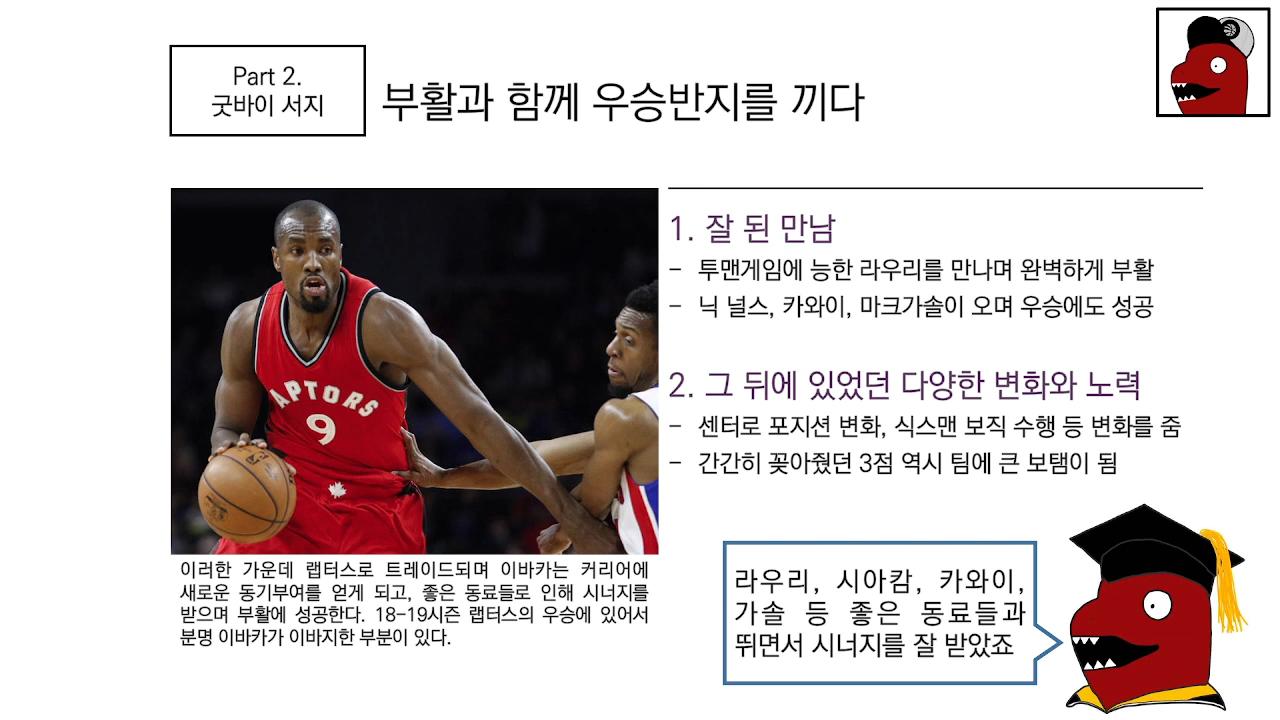 Part 2.
굿바이 서지
부활과 함께 우승반지를 끼다
1. 잘 된 만남
- 투맨게임에 능한 라우리를 만나며 완벽하게 부활
- 닉 널스, 카와이, 마크가솔이 오며 우승에도 성공
RAPTORS
9
2. 그 뒤에 있었던 다양한 변화와 노력
- 센터로 포지션 변화, 식스맨 보직 수행 등 변화를 줌
- 간간히 꽂아줬던 3점 역시 팀에 큰 보탬이 됨
이러한 가운데 랩터스로 트레이드되며 이바카는 커리어에
새로운 동기부여를 얻게 되고, 좋은 동료들로 인해 시너지를
받으며 부활에 성공한다. 18-19시즌 랩터스의 우승에 있어서
분명 이바카가 이바지한 부분이 있다.
라우리, 시아캄, 카와이,
가솔 등 좋은 동료들과
뛰면서 시너지를 잘 받았죠